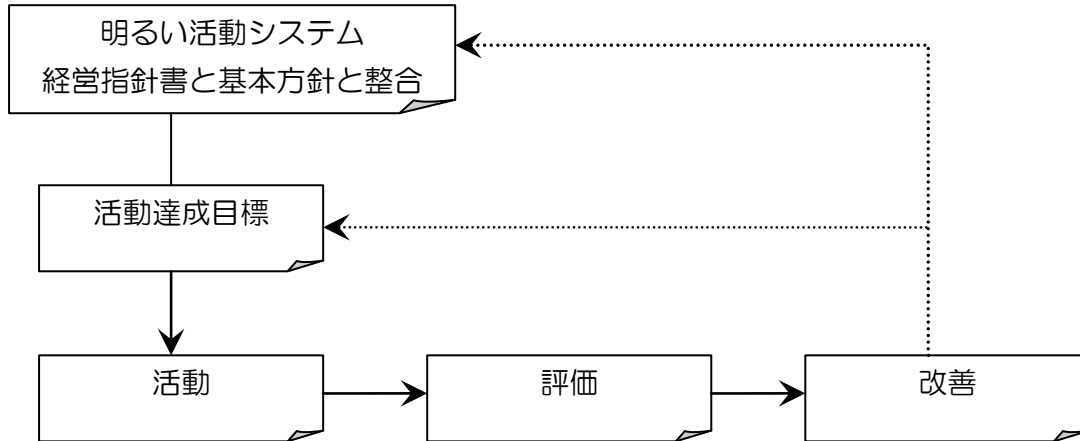 明るい活動システム
経営指針書と基本方針と整合
活動達成目標
活動
評価
改善